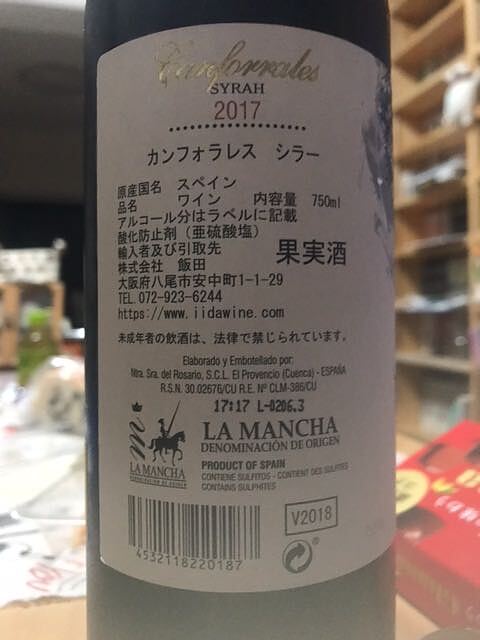 Canforrales
SYRAH
2017
カンフォラレス シラー
原産国名 スペイン
品名 ワイン 内容量 750ml
アルコール分はラベルに記載
酸化防止剤（亜硫酸塩）
輸入者及び引取先 果実酒
株式会社 飯田
大阪府八尾市安中町1-1-29
TEL.072-923-6244
https://www.iidawine.com
未成年者の飲酒は、法律で禁じられています。
Elaborado y Embotellado por:
Ntra. Sra. del Rosario, S.C.L. El Provencio (Cuenca) - ESPAÑA
R.S.N. 30.02676/CU R.E. Nº CLM-386/CU
17:17 L-0206.3
m
LA MANCHA
DENOMINACIÓN DE ORIGEN
LA MANCHA
DENOMINACIÓN DE ORIGEN
PRODUCT OF SPAIN
CONTIENE SULFITOS - CONTIENT DES SULFITES
CONTAINS SULPHITES
V2018
4532118220187